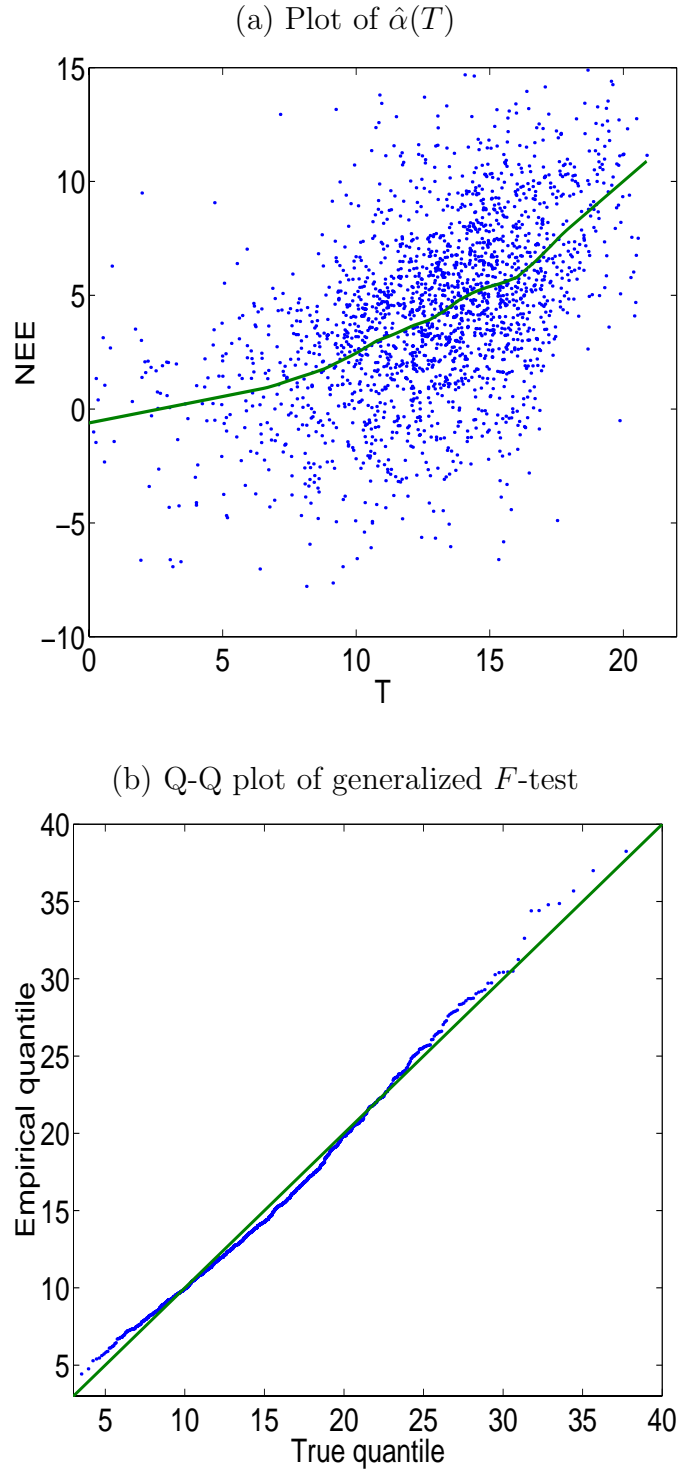 (a) Plot of α̂(T)
15
10
5
0
−5
−10
NEE
0 5 10 15 20
T
(b) Q-Q plot of generalized F-test
40
35
30
25
20
15
10
5
Empirical quantile
5 10 15 20 25 30 35 40
True quantile